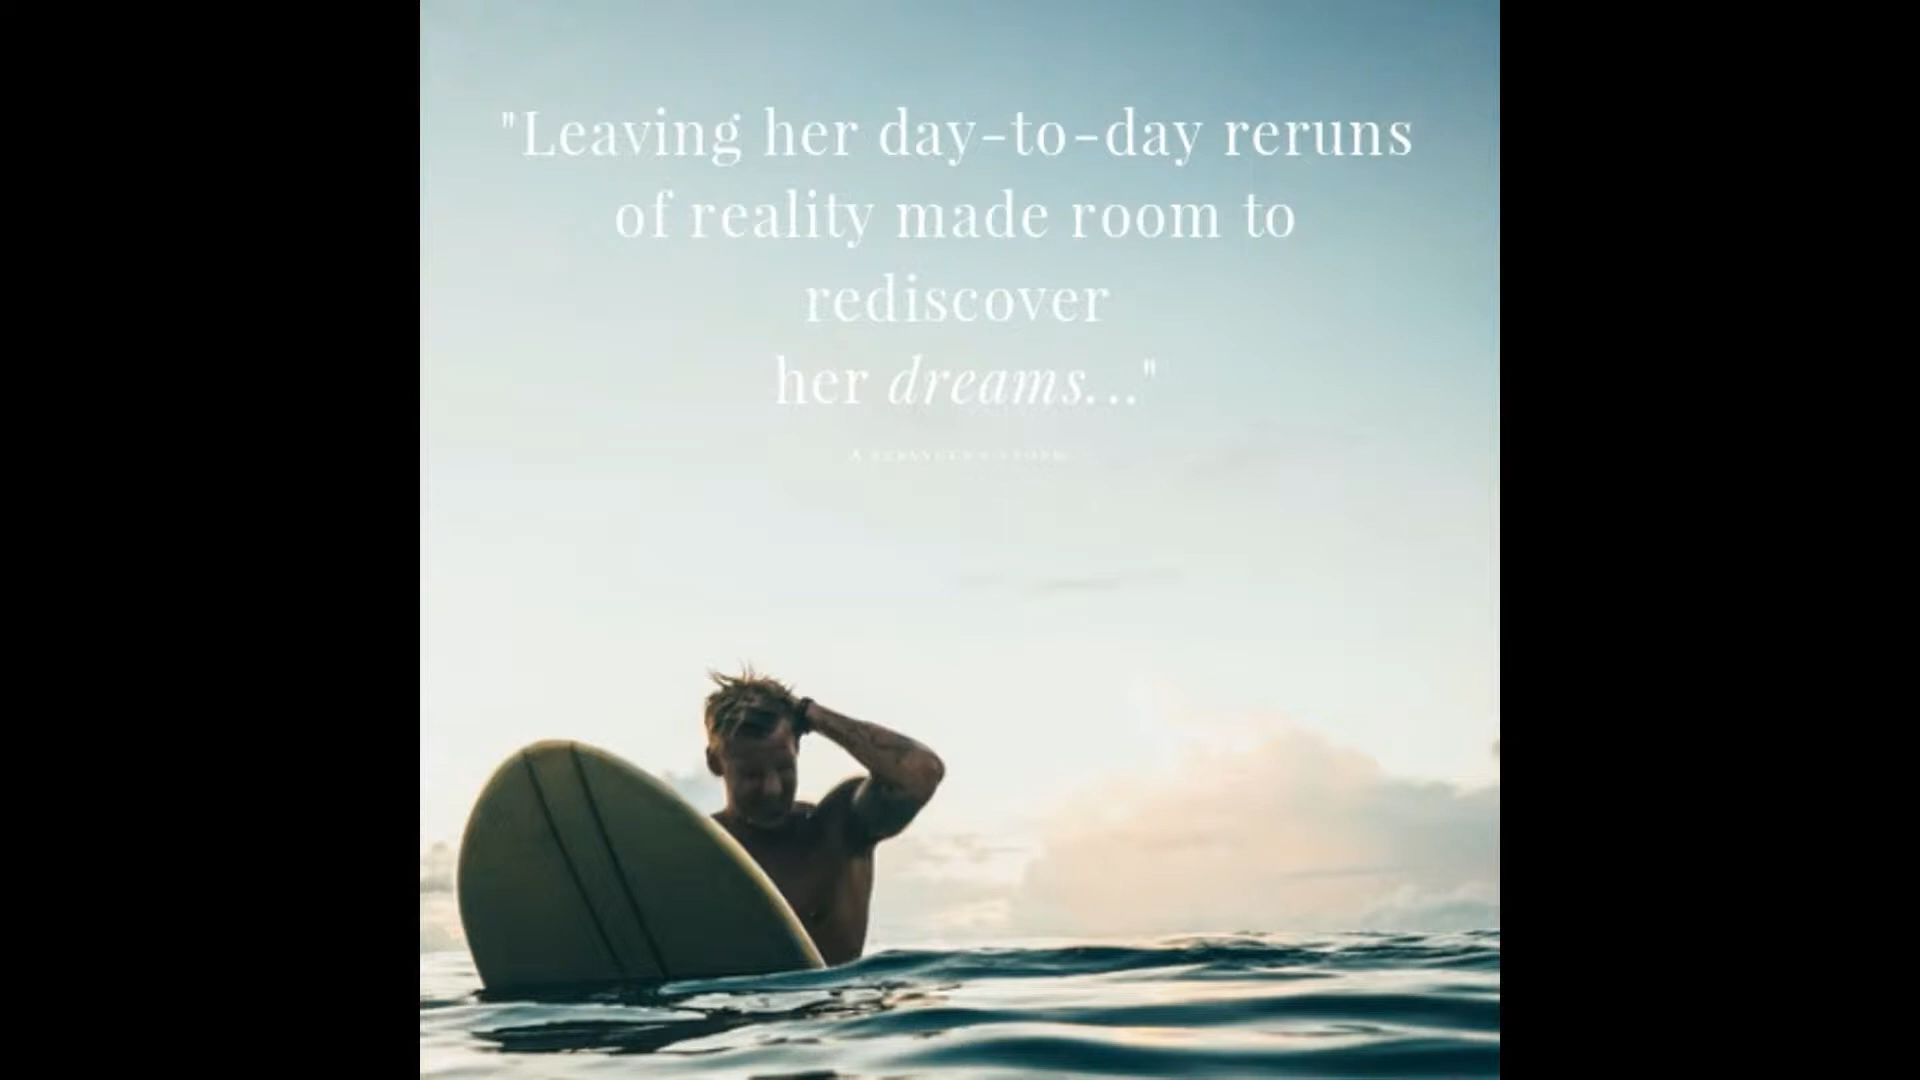 "Leaving her day-to-day reruns
of reality made room to
rediscover
her dreams..."